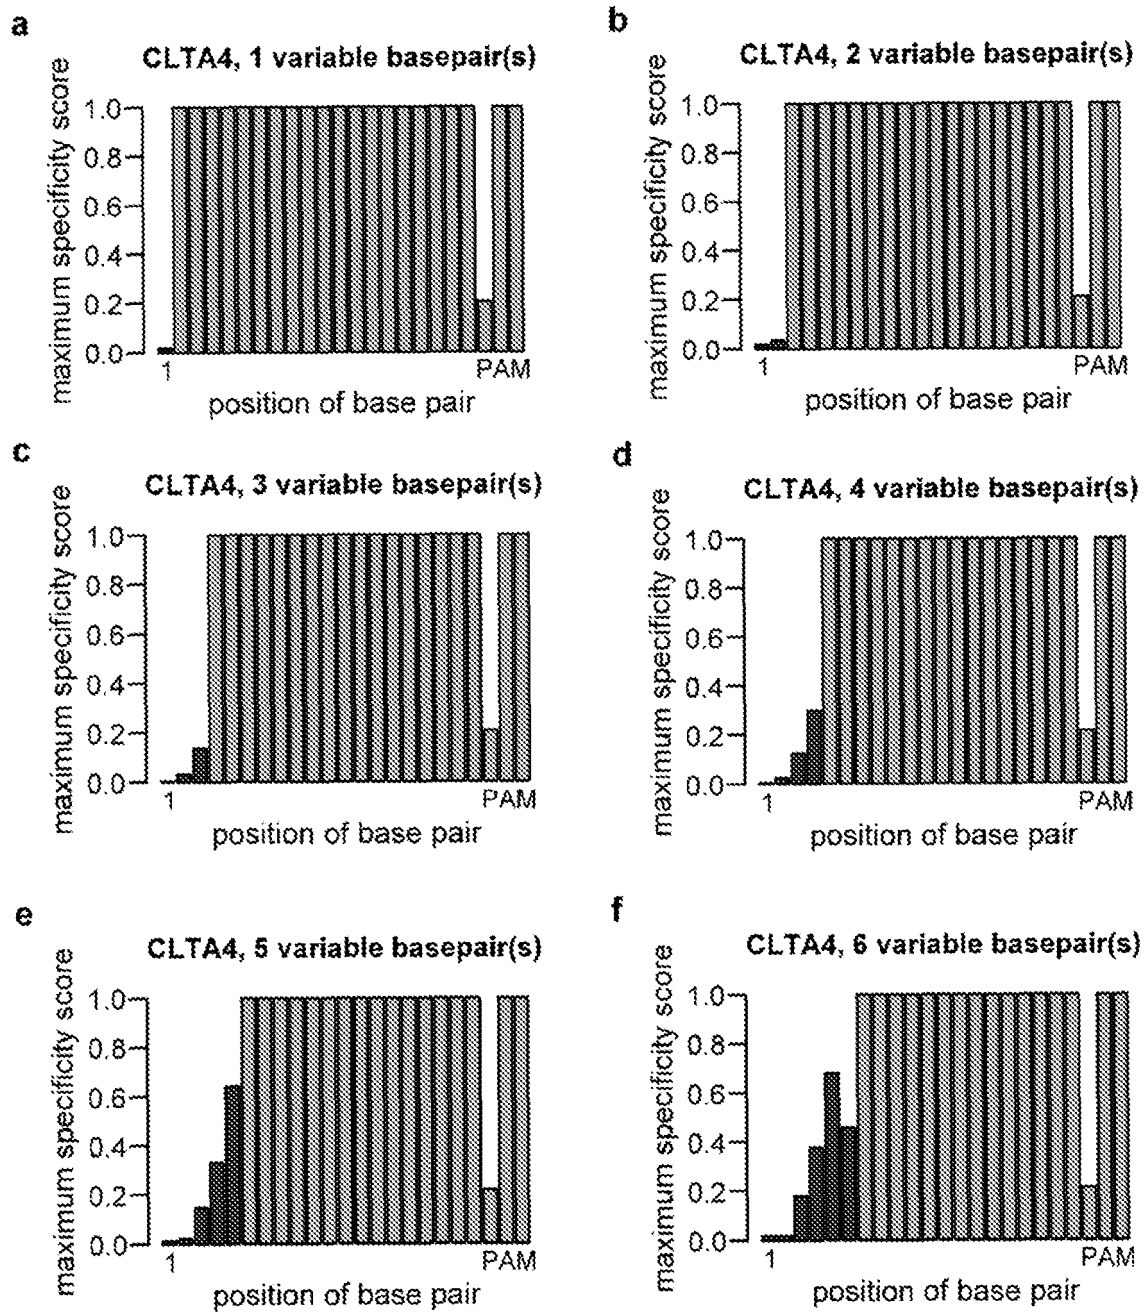 a
CLTA4, 1 variable basepair(s)
maximum specificity score
1.0
0.8
0.6
0.4
0.2
0.0
1
PAM
position of base pair
b
CLTA4, 2 variable basepair(s)
maximum specificity score
1.0
0.8
0.6
0.4
0.2
0.0
1
PAM
position of base pair
c
CLTA4, 3 variable basepair(s)
maximum specificity score
1.0
0.8
0.6
0.4
0.2
0.0
1
PAM
position of base pair
d
CLTA4, 4 variable basepair(s)
maximum specificity score
1.0
0.8
0.6
0.4
0.2
0.0
1
PAM
position of base pair
e
CLTA4, 5 variable basepair(s)
maximum specificity score
1.0
0.8
0.6
0.4
0.2
0.0
1
PAM
position of base pair
f
CLTA4, 6 variable basepair(s)
maximum specificity score
1.0
0.8
0.6
0.4
0.2
0.0
1
PAM
position of base pair